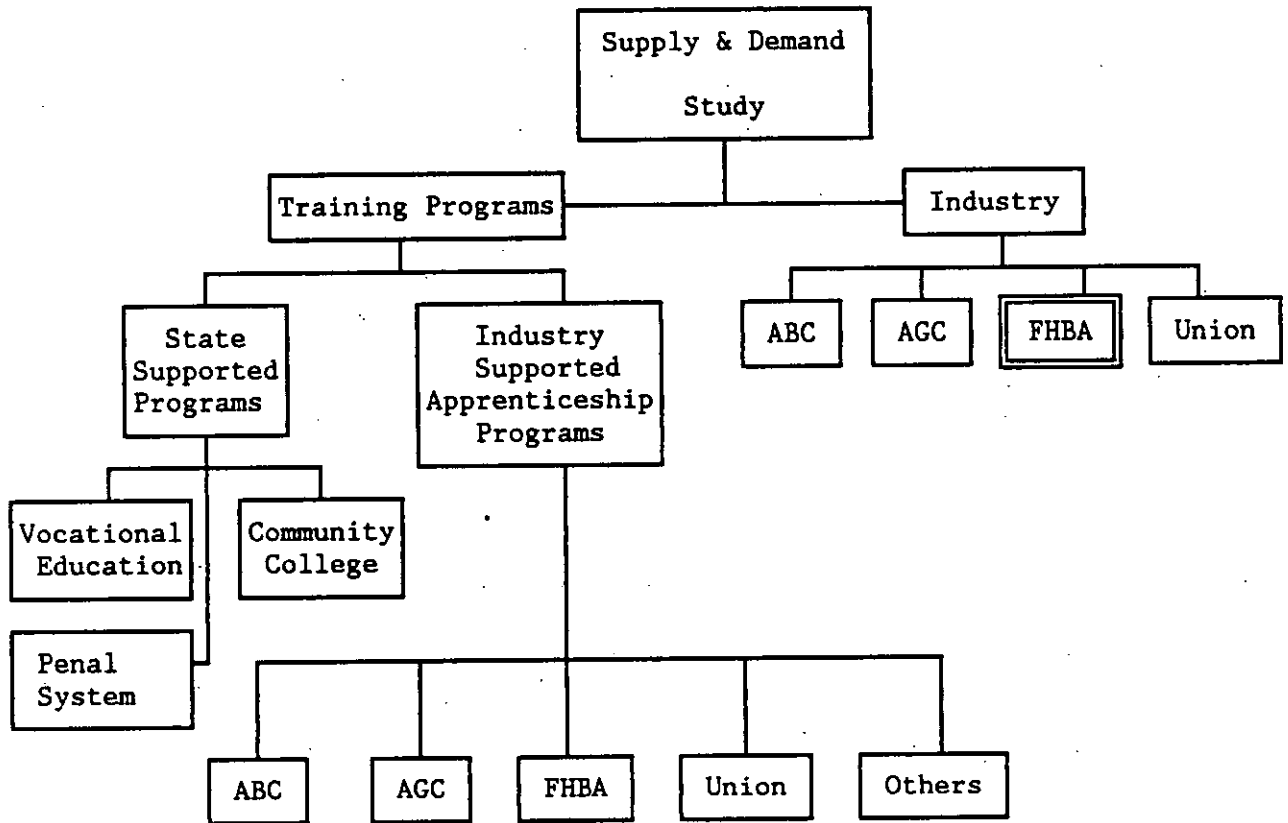 Supply & Demand
Study
Training Programs
Industry
State
Supported
Programs
Industry
Supported
Apprenticeship
Programs
ABC
AGC
FHBA
Union
Vocational
Education
Community
College
Penal
System
ABC
AGC
FHBA
Union
Others